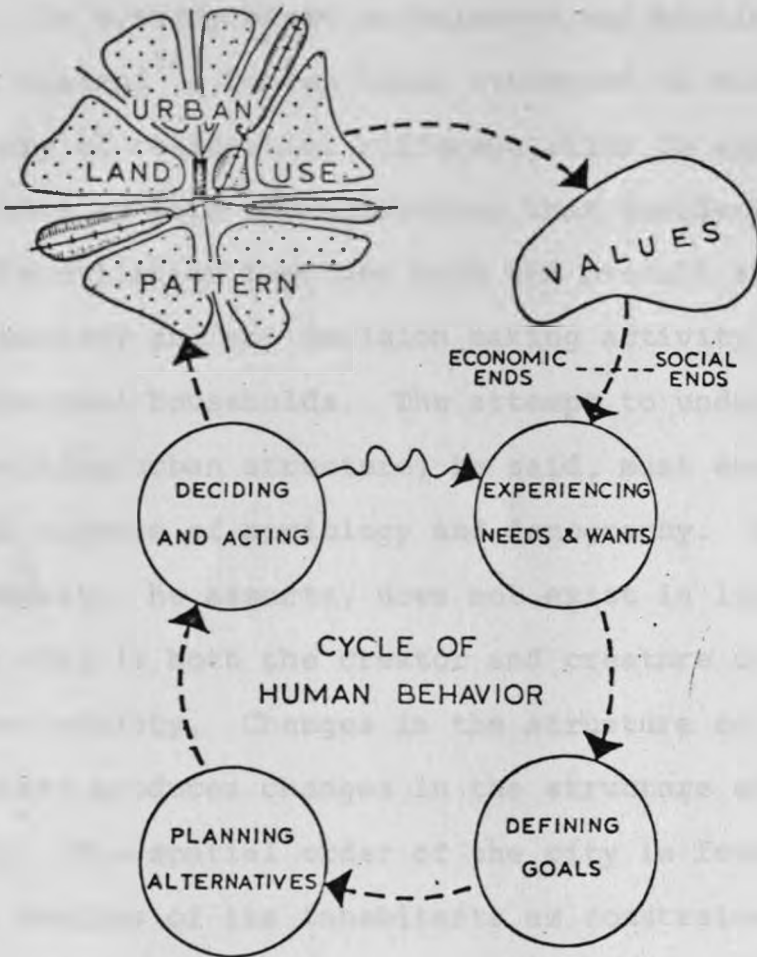 URBAN
LAND USE
PATTERN
VALUES
ECONOMIC ENDS
SOCIAL ENDS
DECIDING
AND ACTING
EXPERIENCING
NEEDS & WANTS
CYCLE OF
HUMAN BEHAVIOR
PLANNING
ALTERNATIVES
DEFINING
GOALS